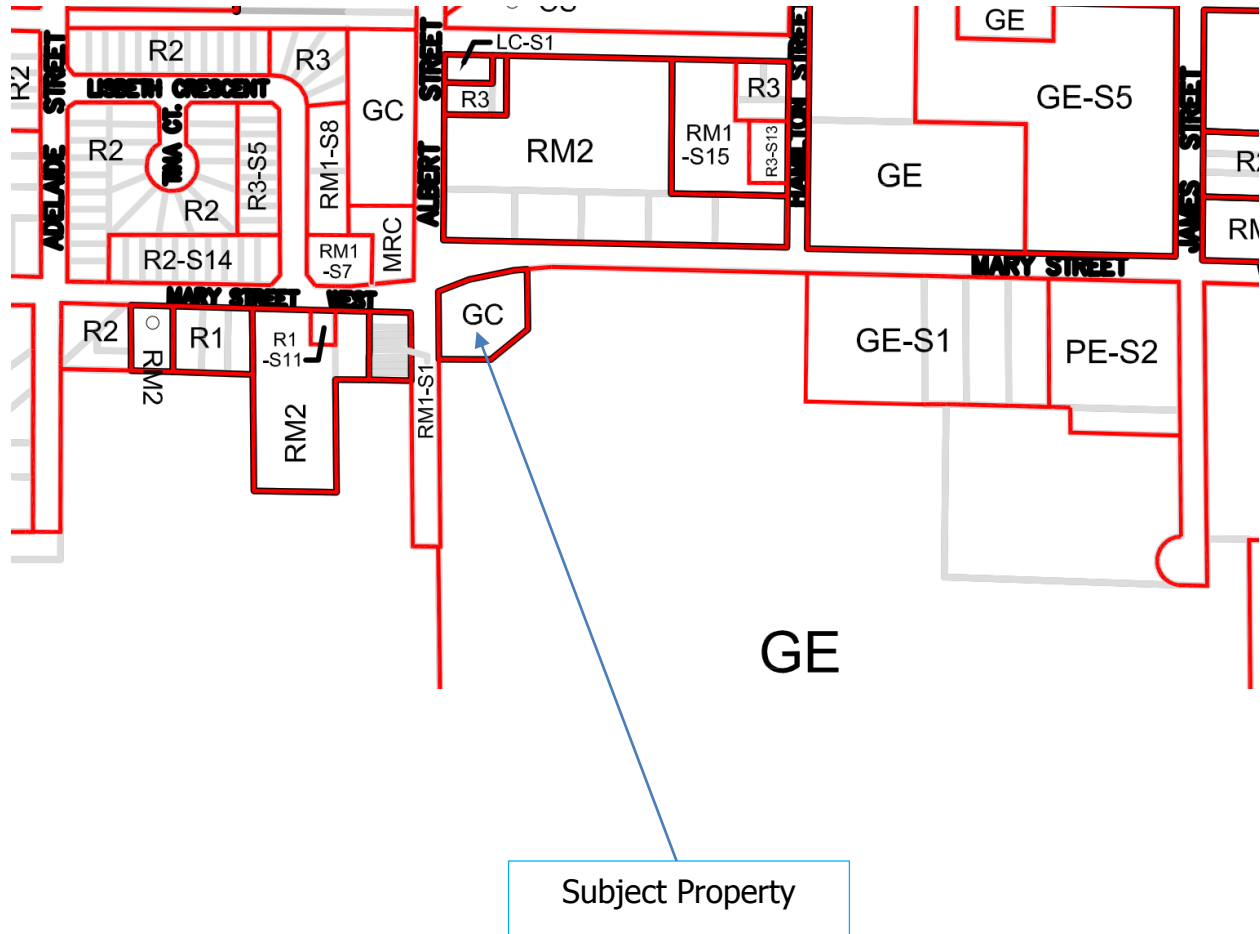 GE
R2
R3
LC-S1
STREET
STREET
R2
LISBETH CRESCENT
GC
R3
R3
GE-S5
STREET
RM1-S8
RM2
RM1
-S15
R3-S13
R2
TINA CT.
R3-S5
GE
HAMILTON STREET
ADELAIDE
R2
ALBERT
JAMES
R2-S14
RM1
-S7
MRC
MARY STREET
MARY STREET WEST
GC
R2
RM2
R1
R1
-S11
GE-S1
PE-S2
RM2
RM1-S1
GE
Subject Property